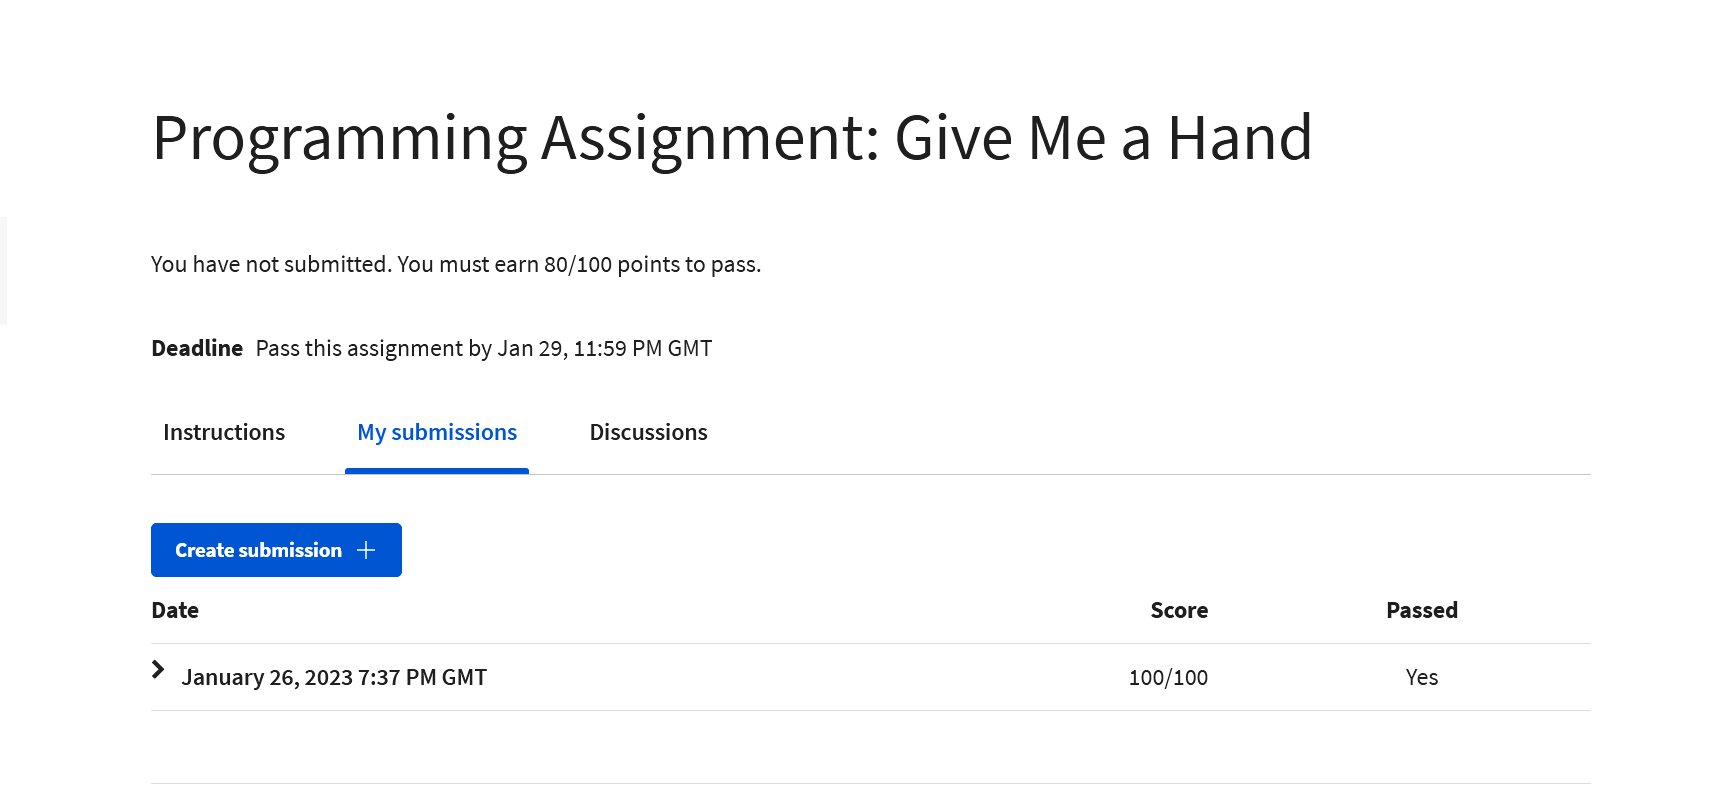 Programming Assignment: Give Me a Hand
You have not submitted. You must earn 80/100 points to pass.
Deadline Pass this assignment by Jan 29, 11:59 PM GMT
Instructions My submissions Discussions
Create submission
Date Score Passed
January 26, 2023 7:37 PM GMT 100/100 Yes